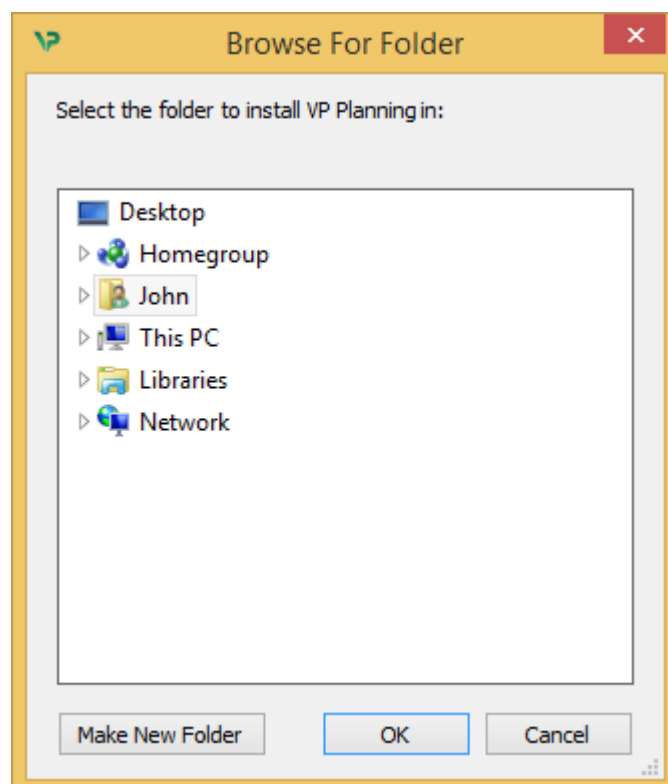 VP
Browse For Folder
Select the folder to install VP Planning in:
Desktop
Homegroup
John
This PC
Libraries
Network
Make New Folder
OK
Cancel